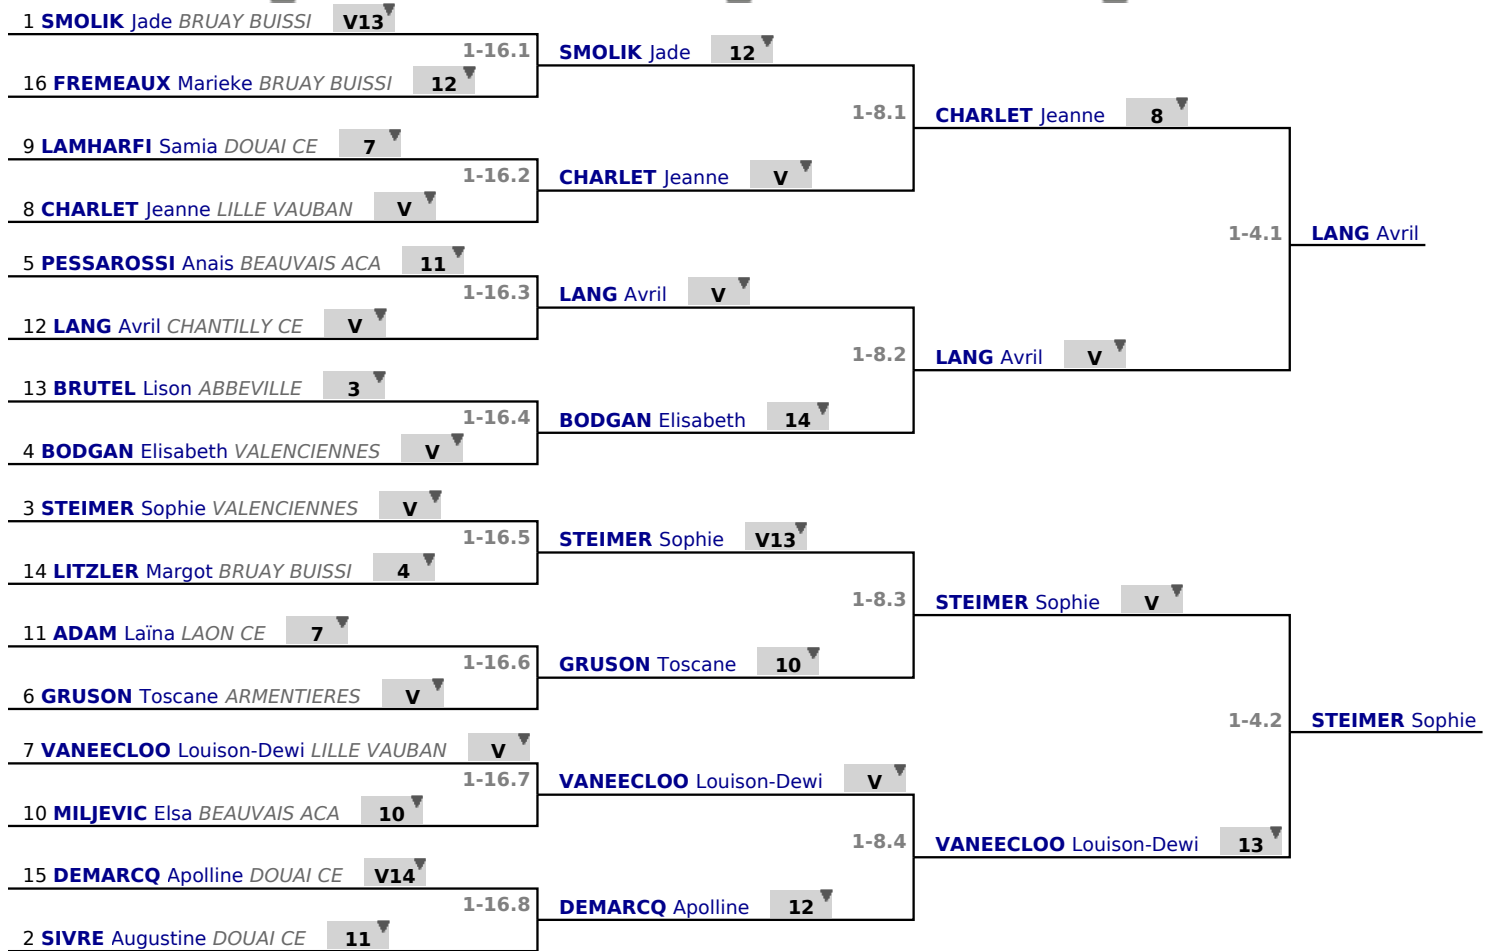 1 SMOLIK Jade BRUAY BUISSI V13
1-16.1
16 FREMEAUX Marieke BRUAY BUISSI 12
9 LAMHARFI Samia DOUAI CE 7
1-16.2
8 CHARLET Jeanne LILLE VAUBAN V
5 PESSAROSSI Anais BEAUVAIS ACA 11
1-16.3
12 LANG Avril CHANTILLY CE V
13 BRUTEL Lison ABBEVILLE 3
1-16.4
4 BODGAN Elisabeth VALENCIENNES V
3 STEIMER Sophie VALENCIENNES V
1-16.5
14 LITZLER Margot BRUAY BUISSI 4
11 ADAM Laïna LAON CE 7
1-16.6
6 GRUSON Toscane ARMENTIERES V
7 VANEECLOO Louison-Dewi LILLE VAUBAN V
1-16.7
10 MILJEVIC Elsa BEAUVAIS ACA 10
15 DEMARCQ Apolline DOUAI CE V14
1-16.8
2 SIVRE Augustine DOUAI CE 11
SMOLIK Jade 12
1-8.1
CHARLET Jeanne V
LANG Avril V
1-8.2
BODGAN Elisabeth 14
STEIMER Sophie V13
1-8.3
GRUSON Toscane 10
VANEECLOO Louison-Dewi V
1-8.4
DEMARCQ Apolline 12
CHARLET Jeanne 8
1-4.1
LANG Avril V
STEIMER Sophie V
1-4.2
VANEECLOO Louison-Dewi 13
LANG Avril
STEIMER Sophie